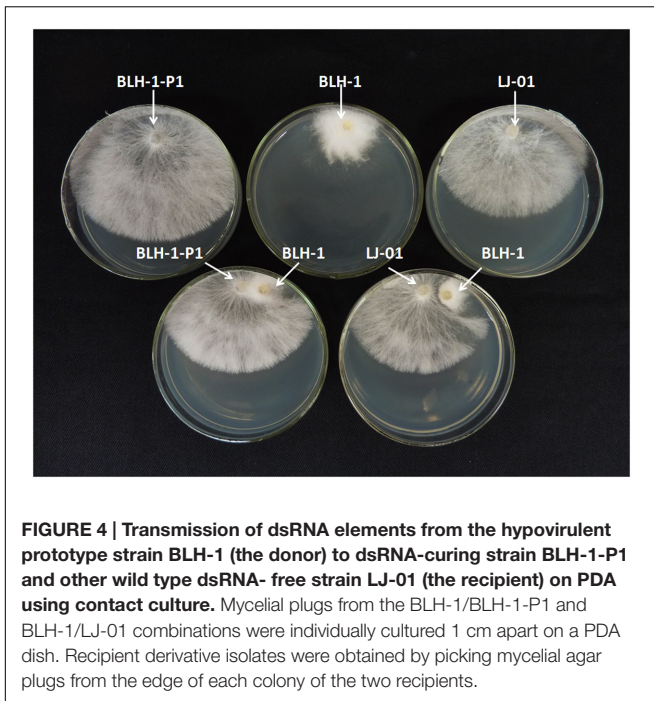 BLH-1-P1 BLH-1 LJ-01
BLH-1-P1 BLH-1 LJ-01 BLH-1
FIGURE 4 | Transmission of dsRNA elements from the hypovirulent
prototype strain BLH-1 (the donor) to dsRNA-curing strain BLH-1-P1
and other wild type dsRNA- free strain LJ-01 (the recipient) on PDA
using contact culture. Mycelial plugs from the BLH-1/BLH-1-P1 and
BLH-1/LJ-01 combinations were individually cultured 1 cm apart on a PDA
dish. Recipient derivative isolates were obtained by picking mycelial agar
plugs from the edge of each colony of the two recipients.